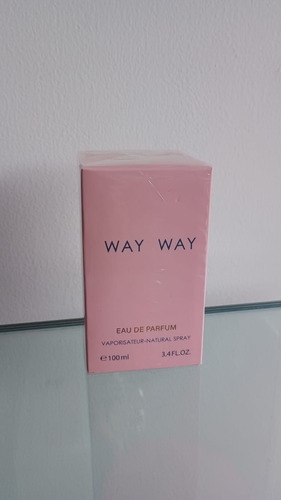 WAY WAY
EAU DE PARFUM
VAPORISATEUR-NATURAL SPRAY
℮100ml 3.4FL.OZ.